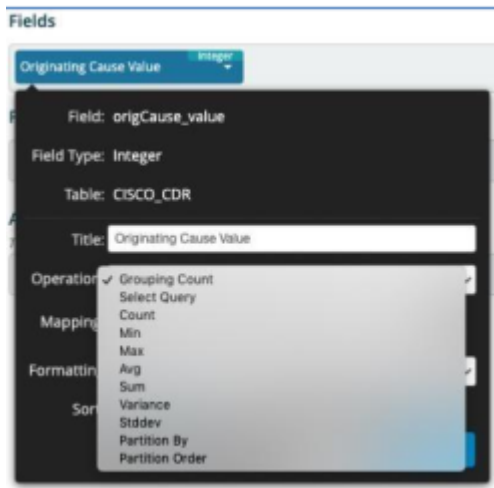 Fields
Integer
Originating Cause Value
Field: origCause_value
Field Type: Integer
Table: CISCO_CDR
Title: Originating Cause Value
Operation ✓ Grouping Count
Select Query
Count
Mapping
Min
Max
Formattin
Avg
Sum
Sor
Variance
Stddev
Partition By
Partition Order